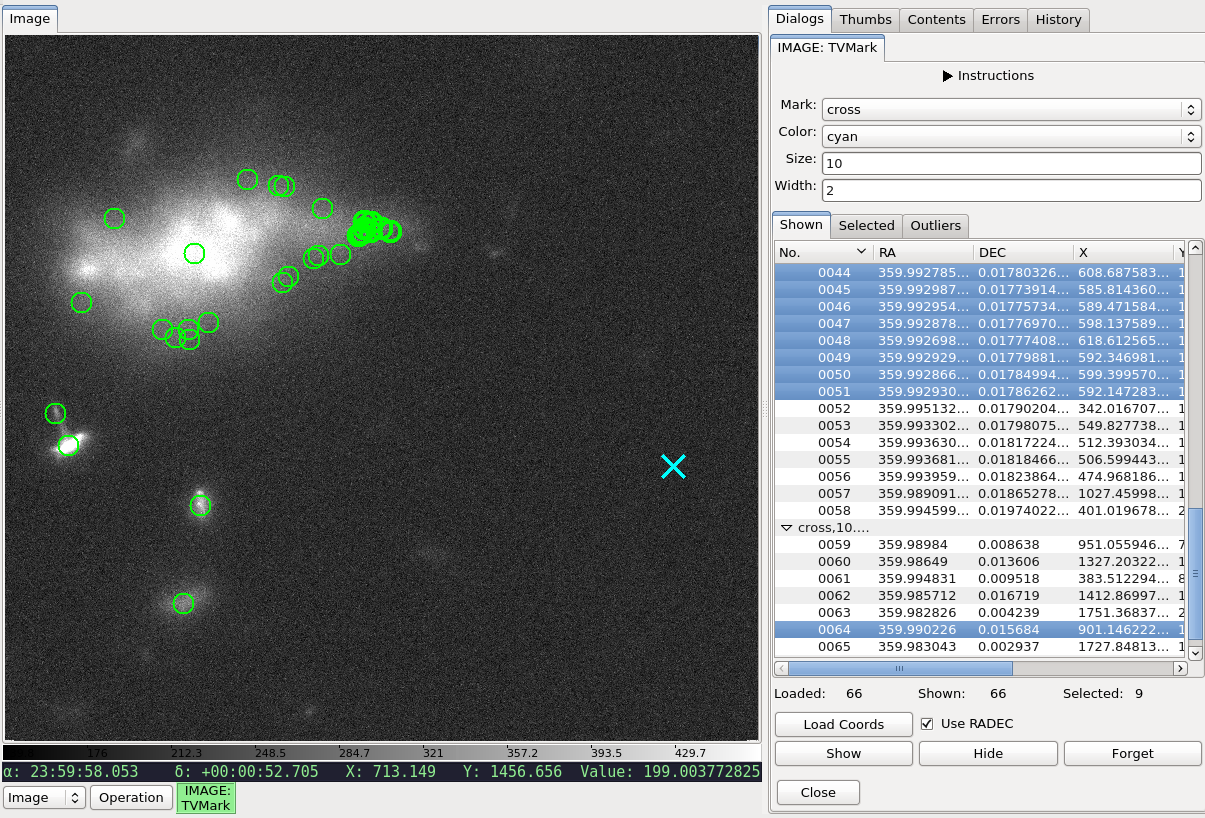 Image
Dialogs Thumbs Contents Errors History
IMAGE: TVMark
Instructions
Mark: cross
Color: cyan
Size: 10
Width: 2
Shown Selected Outliers
No. RA DEC X Y
0044 359.992785... 0.01780326... 608.687583... 1
0045 359.992987... 0.01773914... 585.814360... 1
0046 359.992954... 0.01775734... 589.471584... 1
0047 359.992878... 0.01776970... 598.137589... 1
0048 359.992698... 0.01777408... 618.612565... 1
0049 359.992929... 0.01779881... 592.346981... 1
0050 359.992866... 0.01784994... 599.399570... 1
0051 359.992930... 0.01786262... 592.147283... 1
0052 359.995132... 0.01790204... 342.016707... 1
0053 359.993302... 0.01798075... 549.827738... 1
0054 359.993630... 0.01817224... 512.393034... 1
0055 359.993681... 0.01818466... 506.599443... 1
0056 359.993959... 0.01823864... 474.968186... 1
0057 359.989091... 0.01865278... 1027.45998... 1
0058 359.994599... 0.01974022... 401.019678... 2
cross,10....
0059 359.98984 0.008638 951.055946... 7
0060 359.98649 0.013606 1327.20322... 1
0061 359.994831 0.009518 383.512294... 8
0062 359.985712 0.016719 1412.86997... 1
0063 359.982826 0.004239 1751.36837... 2
0064 359.990226 0.015684 901.146222... 1
0065 359.983043 0.002937 1727.84813... 1
Loaded: 66 Shown: 66 Selected: 9
Load Coords Use RADEC
Show Hide Forget
Close
176 212.3 248.5 284.7 321 357.2 393.5 429.7
α: 23:59:58.053 δ: +00:00:52.705 X: 713.149 Y: 1456.656 Value: 199.003772825
Image Operation IMAGE:
TVMark